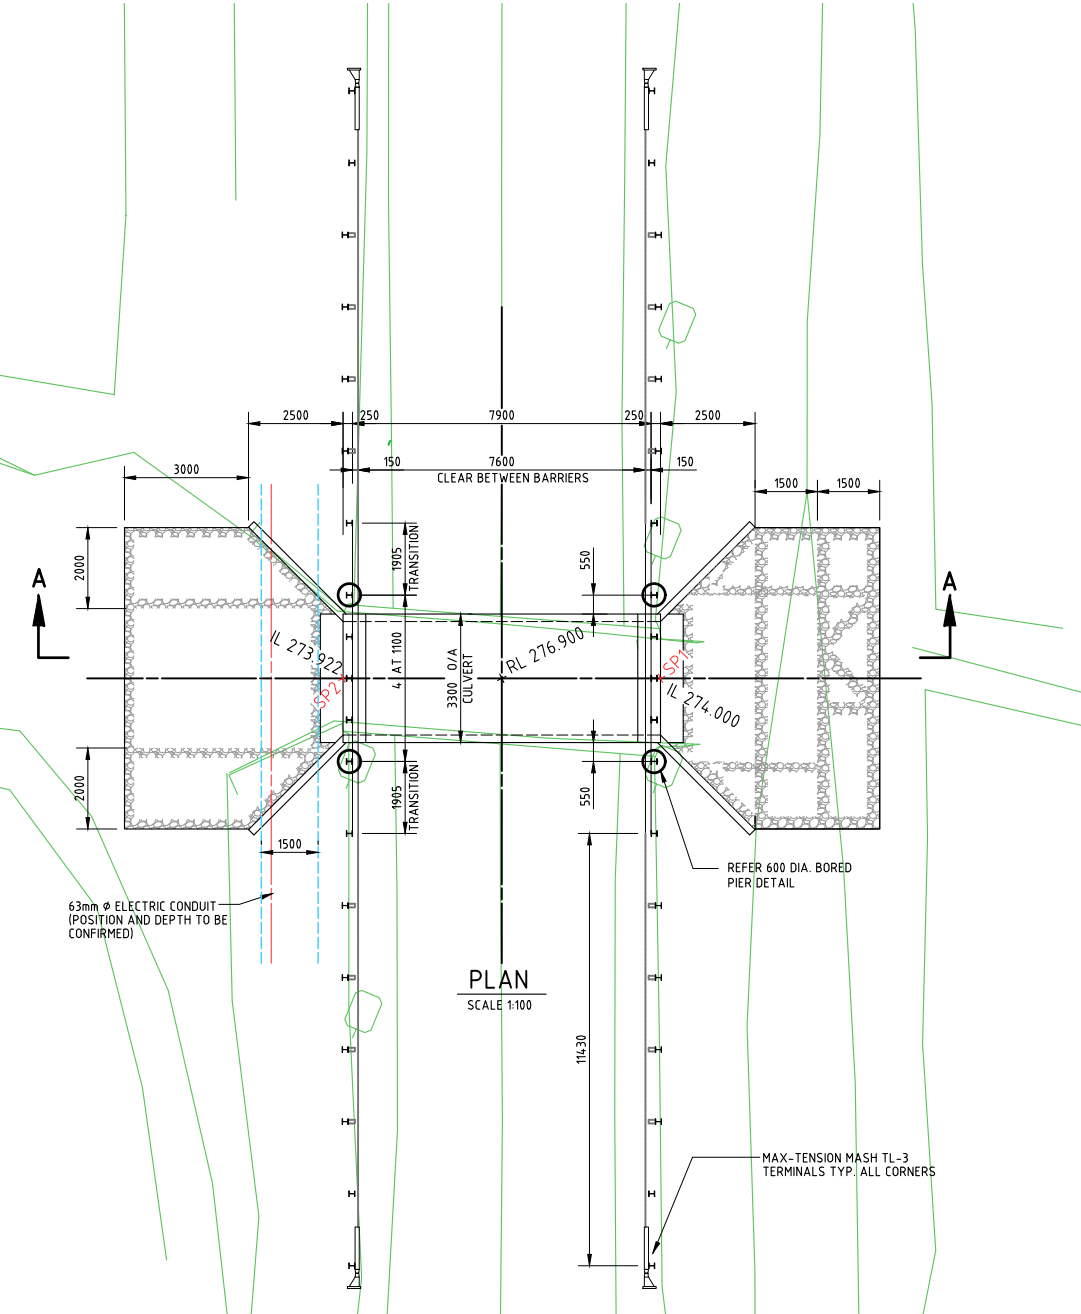 2500
250
7900
250
2500
3000
150
7600
150
CLEAR BETWEEN BARRIERS
1500
1500
1905
TRANSITION
2000
550
A
A
IL 273.922
SP2
4 AT 1100
3300 O/A
CULVERT
RL 276.900
SP1
IL 274.000
2000
1905
TRANSITION
550
1500
REFER 600 DIA. BORED
PIER DETAIL
63mm Ø ELECTRIC CONDUIT
(POSITION AND DEPTH TO BE
CONFIRMED)
PLAN
SCALE 1:100
11430
MAX-TENSION MASH TL-3
TERMINALS TYP. ALL CORNERS